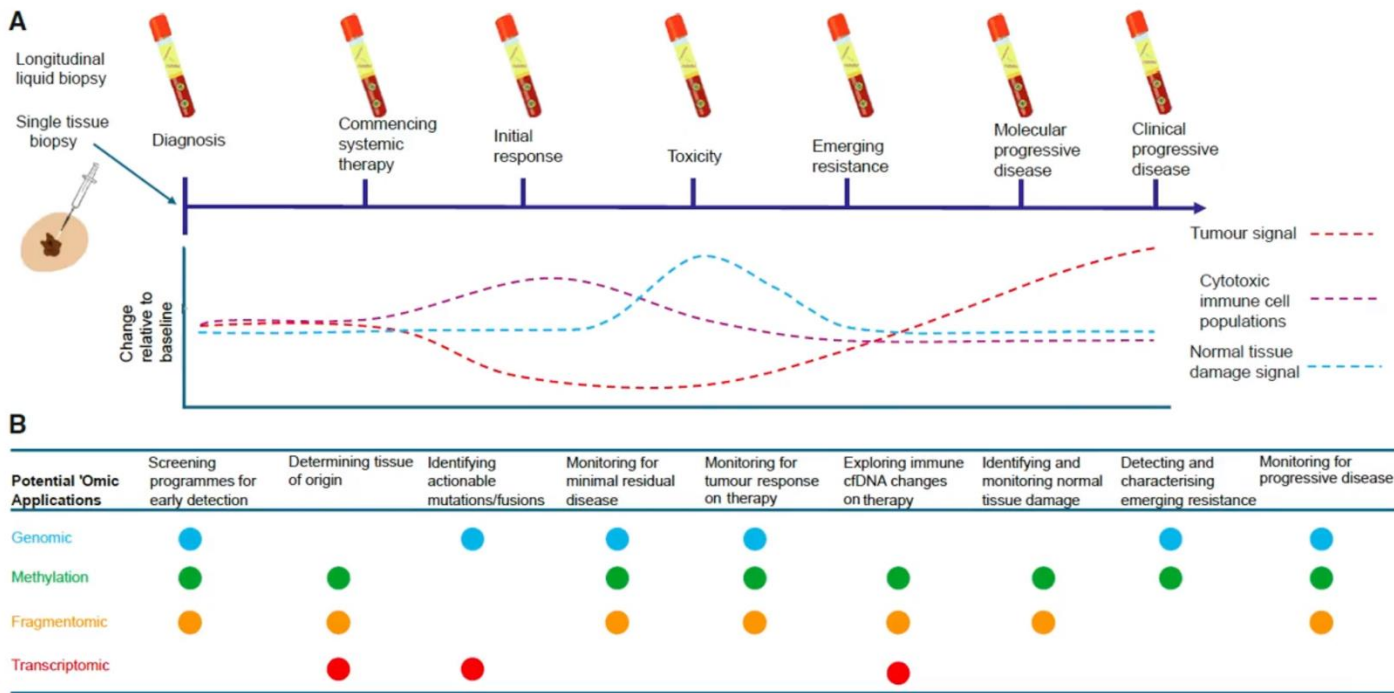 A
Longitudinal
liquid biopsy
Single tissue
biopsy
Diagnosis
Commencing
systemic
therapy
Initial
response
Toxicity
Emerging
resistance
Molecular
progressive
disease
Clinical
progressive
disease
Change
relative to
baseline
Tumour signal
Cytotoxic
immune cell
populations
Normal tissue
damage signal
B
Potential 'Omic
Applications
Screening
programmes for
early detection
Determining tissue
of origin
Identifying
actionable
mutations/fusions
Monitoring for
minimal residual
disease
Monitoring for
tumour response
on therapy
Exploring immune
cfDNA changes
on therapy
Identifying and
monitoring normal
tissue damage
Detecting and
characterising
emerging resistance
Monitoring for
progressive disease
Genomic
Methylation
Fragmentomic
Transcriptomic